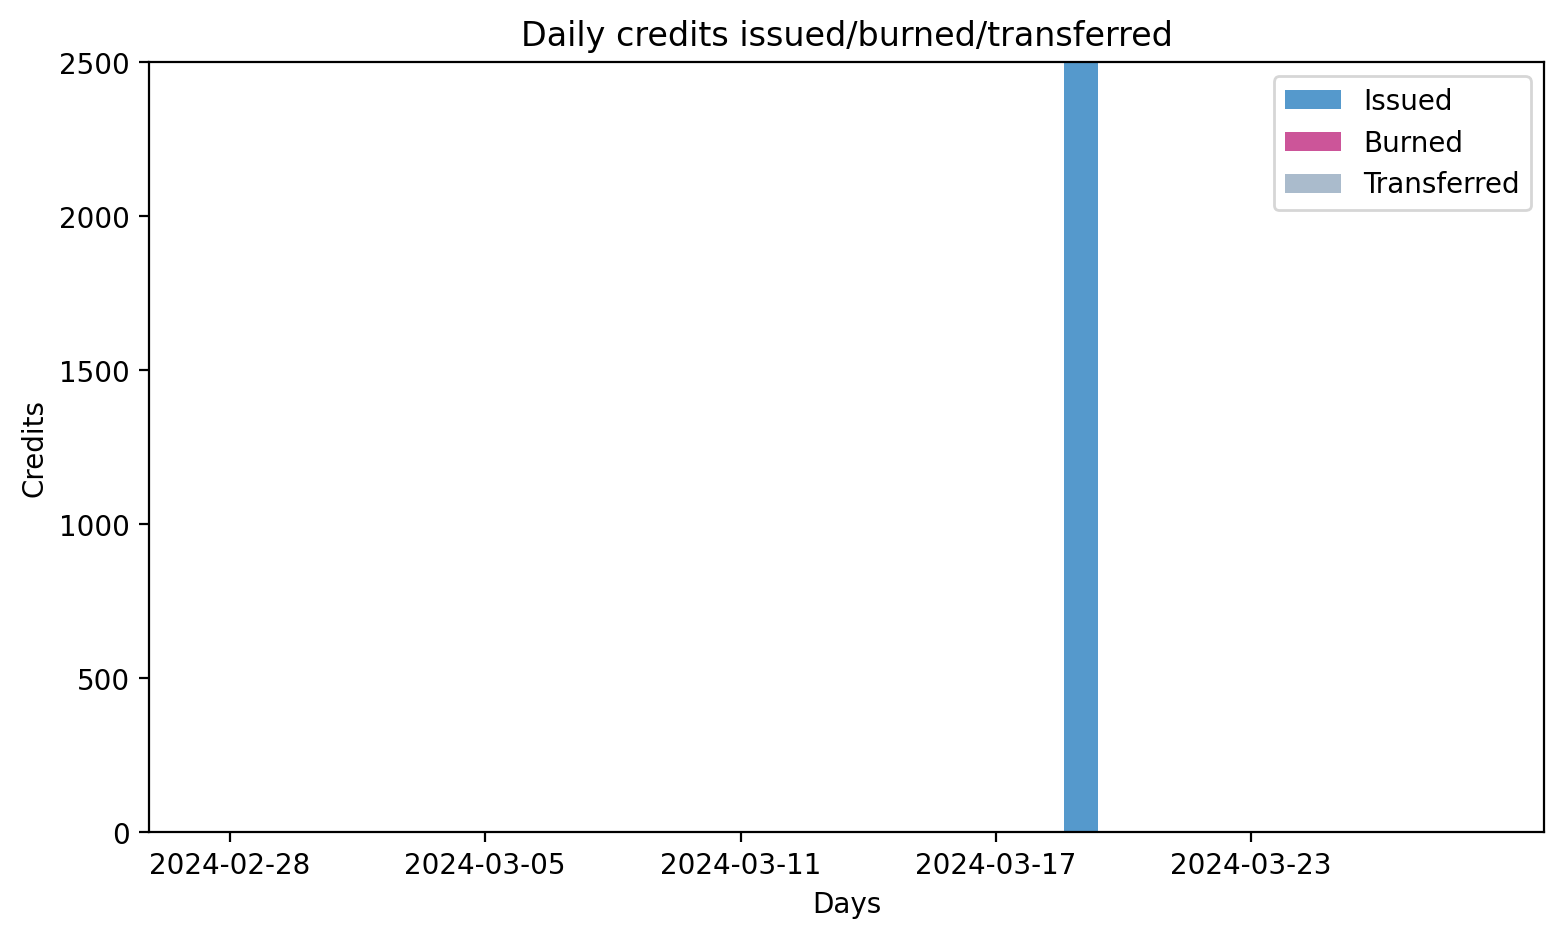 Daily credits issued/burned/transferred
2500
2000
1500
1000
500
0
Credits
Issued
Burned
Transferred
2024-02-28
2024-03-05
2024-03-11
2024-03-17
2024-03-23
Days